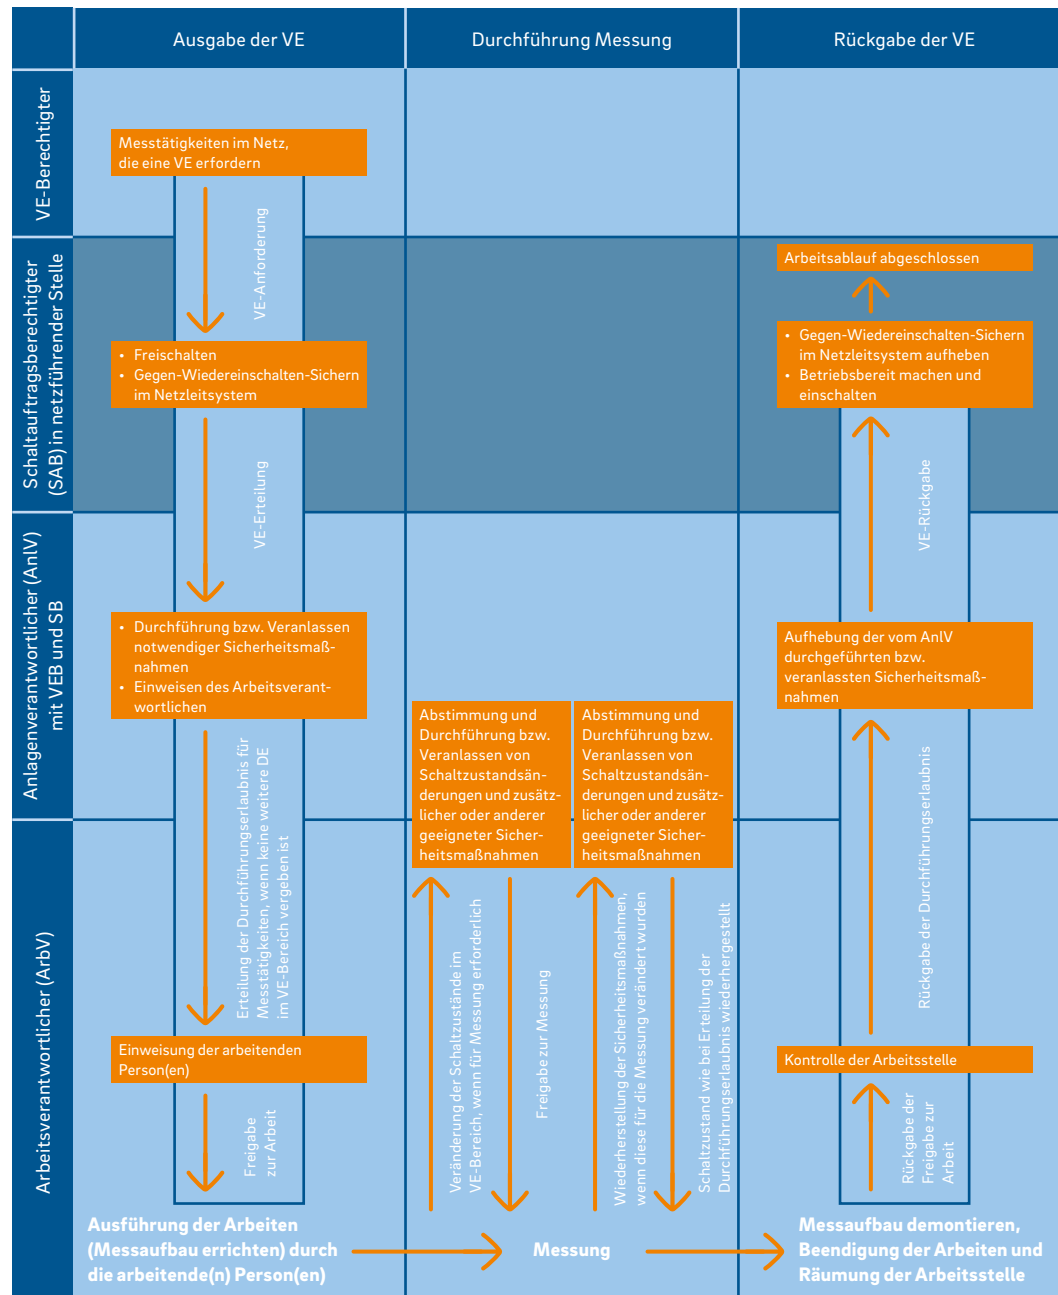 Ausgabe der VE
Durchführung Messung
Rückgabe der VE
VE-Berechtigter
Messtätigkeiten im Netz,
die eine VE erfordern
VE-Anforderung
Schaltauftragsberechtigter
(SAB) in netzführender Stelle
• Freischalten
• Gegen-Wiedereinschalten-Sichern
im Netzleitsystem
VE-Erteilung
Arbeitsablauf abgeschlossen
• Gegen-Wiedereinschalten-Sichern
im Netzleitsystem aufheben
• Betriebsbereit machen und
einschalten
VE-Rückgabe
Anlagenverantwortlicher (AnlV)
mit VEB und SB
• Durchführung bzw. Veranlassen
notwendiger Sicherheitsmaß-
nahmen
• Einweisen des Arbeitsverant-
wortlichen
Abstimmung und
Durchführung bzw.
Veranlassen von
Schaltzustandsän-
derungen und zusätz-
licher oder anderer
geeigneter Sicher-
heitsmaßnahmen
Abstimmung und
Durchführung bzw.
Veranlassen von
Schaltzustandsän-
derungen und zusätz-
licher oder anderer
geeigneter Sicher-
heitsmaßnahmen
Aufhebung der vom AnlV
durchgeführten bzw.
veranlassten Sicherheitsmaß-
nahmen
Arbeitsverantwortlicher (ArbV)
Erteilung der Durchführungserlaubnis für
Messtätigkeiten, wenn keine weitere DE
im VE-Bereich vergeben ist
Einweisung der arbeitenden
Person(en)
Freigabe
zur Arbeit
Veränderung der Schaltzustände im
VE-Bereich, wenn für Messung erforderlich
Freigabe zur Messung
Wiederherstellung der Sicherheitsmaßnahmen,
wenn diese für die Messung verändert wurden
Schaltzustand wie bei Erteilung der
Durchführungserlaubnis wiederhergestellt
Rückgabe der Durchführungserlaubnis
Kontrolle der Arbeitsstelle
Rückgabe der
Freigabe zur
Arbeit
Ausführung der Arbeiten
(Messaufbau errichten) durch
die arbeitende(n) Person(en)
Messung
Messaufbau demontieren,
Beendigung der Arbeiten und
Räumung der Arbeitsstelle